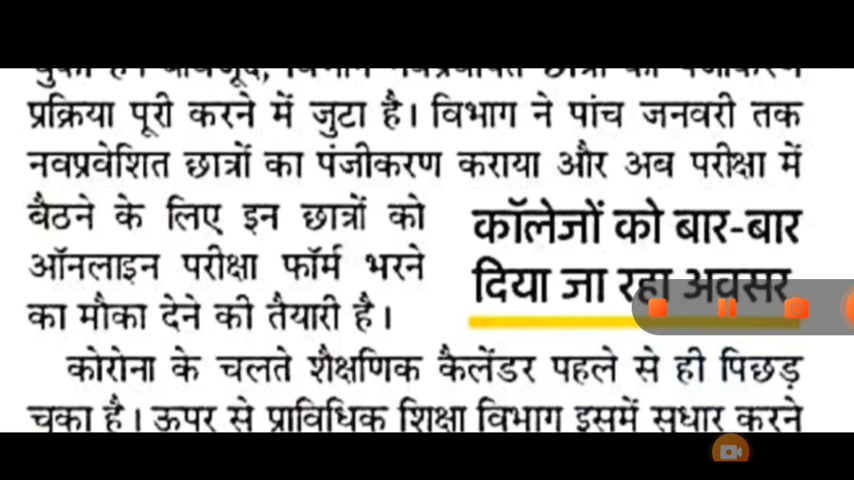 प्रक्रिया पूरी करने में जुटा है। विभाग ने पांच जनवरी तक
नवप्रवेशित छात्रों का पंजीकरण कराया और अब परीक्षा में
बैठने के लिए इन छात्रों को
ऑनलाइन परीक्षा फॉर्म भरने
का मौका देने की तैयारी है।
कॉलेजों को बार-बार
दिया जा रहा अवसर
कोरोना के चलते शैक्षणिक कैलेंडर पहले से ही पिछड़
चुका है। ऊपर से प्राविधिक शिक्षा विभाग इसमें सुधार करने